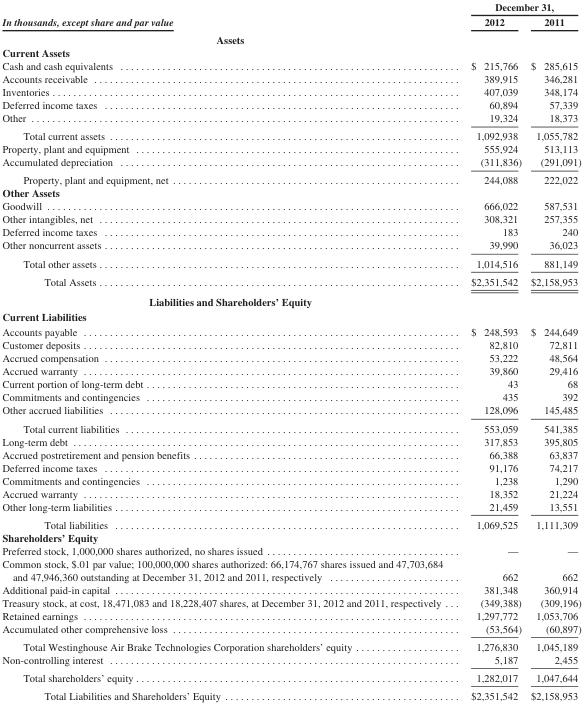 December 31,
In thousands, except share and par value 2012 2011
Assets
Current Assets
Cash and cash equivalents $ 215,766 $ 285,615
Accounts receivable 389,915 346,281
Inventories 407,039 348,174
Deferred income taxes 60,894 57,339
Other 19,324 18,373
Total current assets 1,092,938 1,055,782
Property, plant and equipment 555,924 513,113
Accumulated depreciation (311,836) (291,091)
Property, plant and equipment, net 244,088 222,022
Other Assets
Goodwill 666,022 587,531
Other intangibles, net 308,321 257,355
Deferred income taxes 183 240
Other noncurrent assets 39,990 36,023
Total other assets 1,014,516 881,149
Total Assets $2,351,542 $2,158,953
Liabilities and Shareholders' Equity
Current Liabilities
Accounts payable $ 248,593 $ 244,649
Customer deposits 82,810 72,811
Accrued compensation 53,222 48,564
Accrued warranty 39,860 29,416
Current portion of long-term debt 43 68
Commitments and contingencies 435 392
Other accrued liabilities 128,096 145,485
Total current liabilities 553,059 541,385
Long-term debt 317,853 395,805
Accrued postretirement and pension benefits 66,388 63,837
Deferred income taxes 91,176 74,217
Commitments and contingencies 1,238 1,290
Accrued warranty 18,352 21,224
Other long-term liabilities 21,459 13,551
Total liabilities 1,069,525 1,111,309
Shareholders' Equity
Preferred stock, 1,000,000 shares authorized, no shares issued — —
Common stock, $.01 par value; 100,000,000 shares authorized: 66,174,767 shares issued and 47,703,684
and 47,946,360 outstanding at December 31, 2012 and 2011, respectively 662 662
Additional paid-in capital 381,348 360,914
Treasury stock, at cost, 18,471,083 and 18,228,407 shares, at December 31, 2012 and 2011, respectively (349,388) (309,196)
Retained earnings 1,297,772 1,053,706
Accumulated other comprehensive loss (53,564) (60,897)
Total Westinghouse Air Brake Technologies Corporation shareholders' equity 1,276,830 1,045,189
Non-controlling interest 5,187 2,455
Total shareholders' equity 1,282,017 1,047,644
Total Liabilities and Shareholders' Equity $2,351,542 $2,158,953